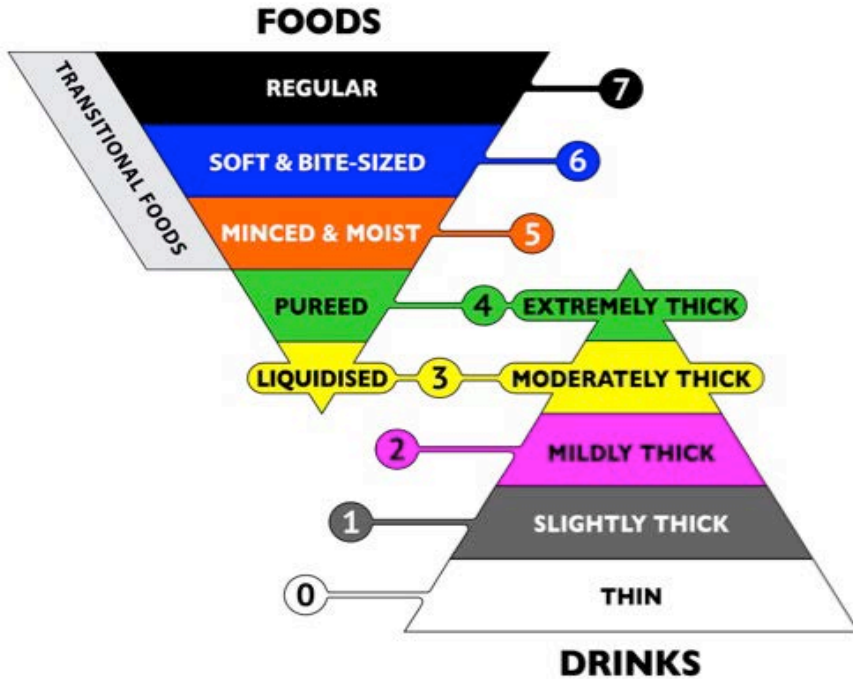 FOODS
TRANSITIONAL FOODS
REGULAR
7
SOFT & BITE-SIZED
6
MINCED & MOIST
5
PUREED
4
EXTREMELY THICK
LIQUIDISED
3
MODERATELY THICK
2
MILDLY THICK
1
SLIGHTLY THICK
0
THIN
DRINKS